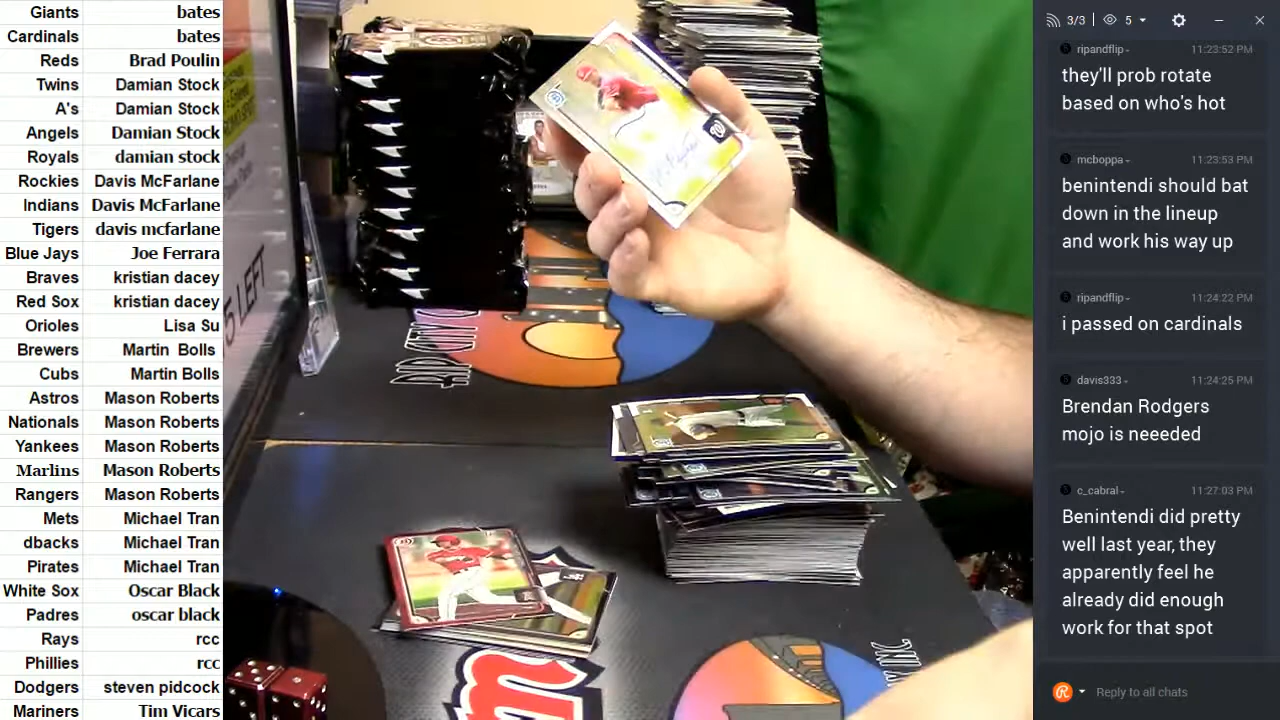 Giants bates
Cardinals bates
Reds Brad Poulin
Twins Damian Stock
A's Damian Stock
Angels Damian Stock
Royals damian stock
Rockies Davis McFarlane
Indians Davis McFarlane
Tigers davis mcfarlane
Blue Jays Joe Ferrara
Braves kristian dacey
Red Sox kristian dacey
Orioles Lisa Su
Brewers Martin Bolls
Cubs Martin Bolls
Astros Mason Roberts
Nationals Mason Roberts
Yankees Mason Roberts
Marlins Mason Roberts
Rangers Mason Roberts
Mets Michael Tran
dbacks Michael Tran
Pirates Michael Tran
White Sox Oscar Black
Padres oscar black
Rays rcc
Phillies rcc
Dodgers steven pidcock
Mariners Tim Vicars
5 LEFT
RIP CITY
3/3 5
ripandflip 11:23:52 PM
they'll prob rotate
based on who's hot
mcboppa 11:23:53 PM
benintendi should bat
down in the lineup
and work his way up
ripandflip 11:24:22 PM
i passed on cardinals
davis333 11:24:25 PM
Brendan Rodgers
mojo is neeeded
c_cabral 11:27:03 PM
Benintendi did pretty
well last year, they
apparently feel he
already did enough
work for that spot
Reply to all chats